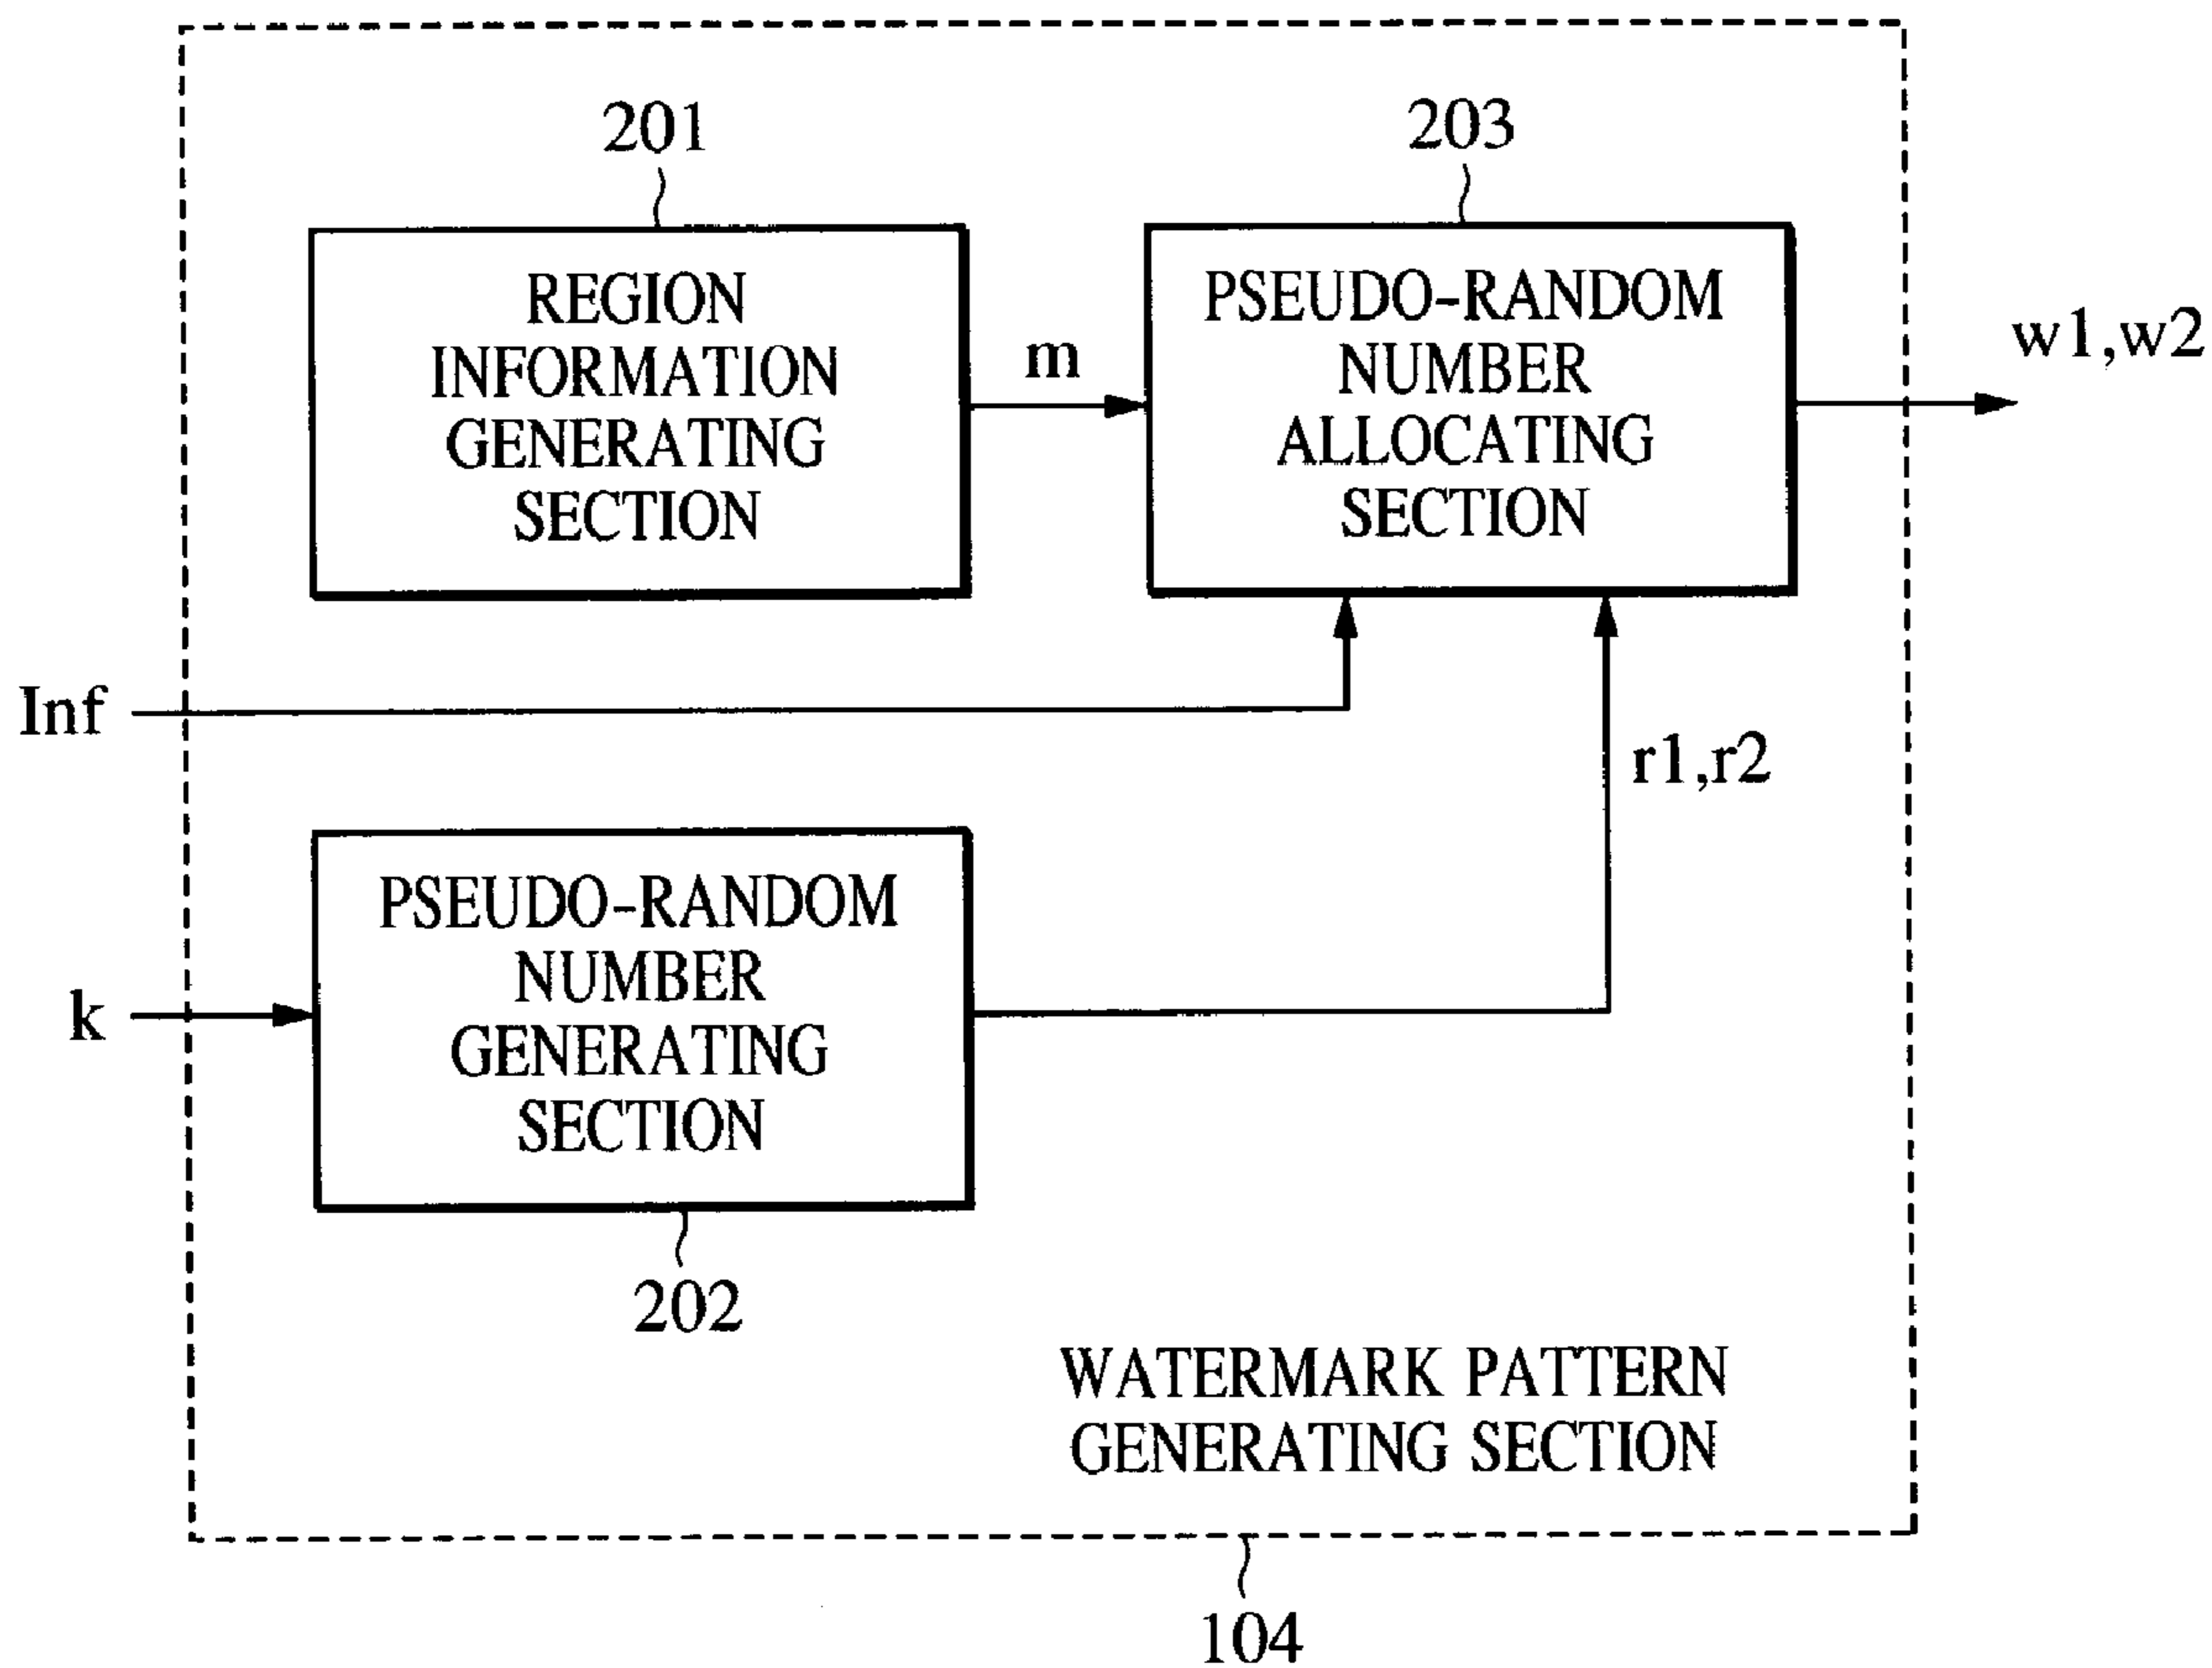 201
203
REGION
INFORMATION
GENERATING
SECTION
m
PSEUDO-RANDOM
NUMBER
ALLOCATING
SECTION
w1,w2
Inf
r1,r2
k
PSEUDO-RANDOM
NUMBER
GENERATING
SECTION
202
WATERMARK PATTERN
GENERATING SECTION
104